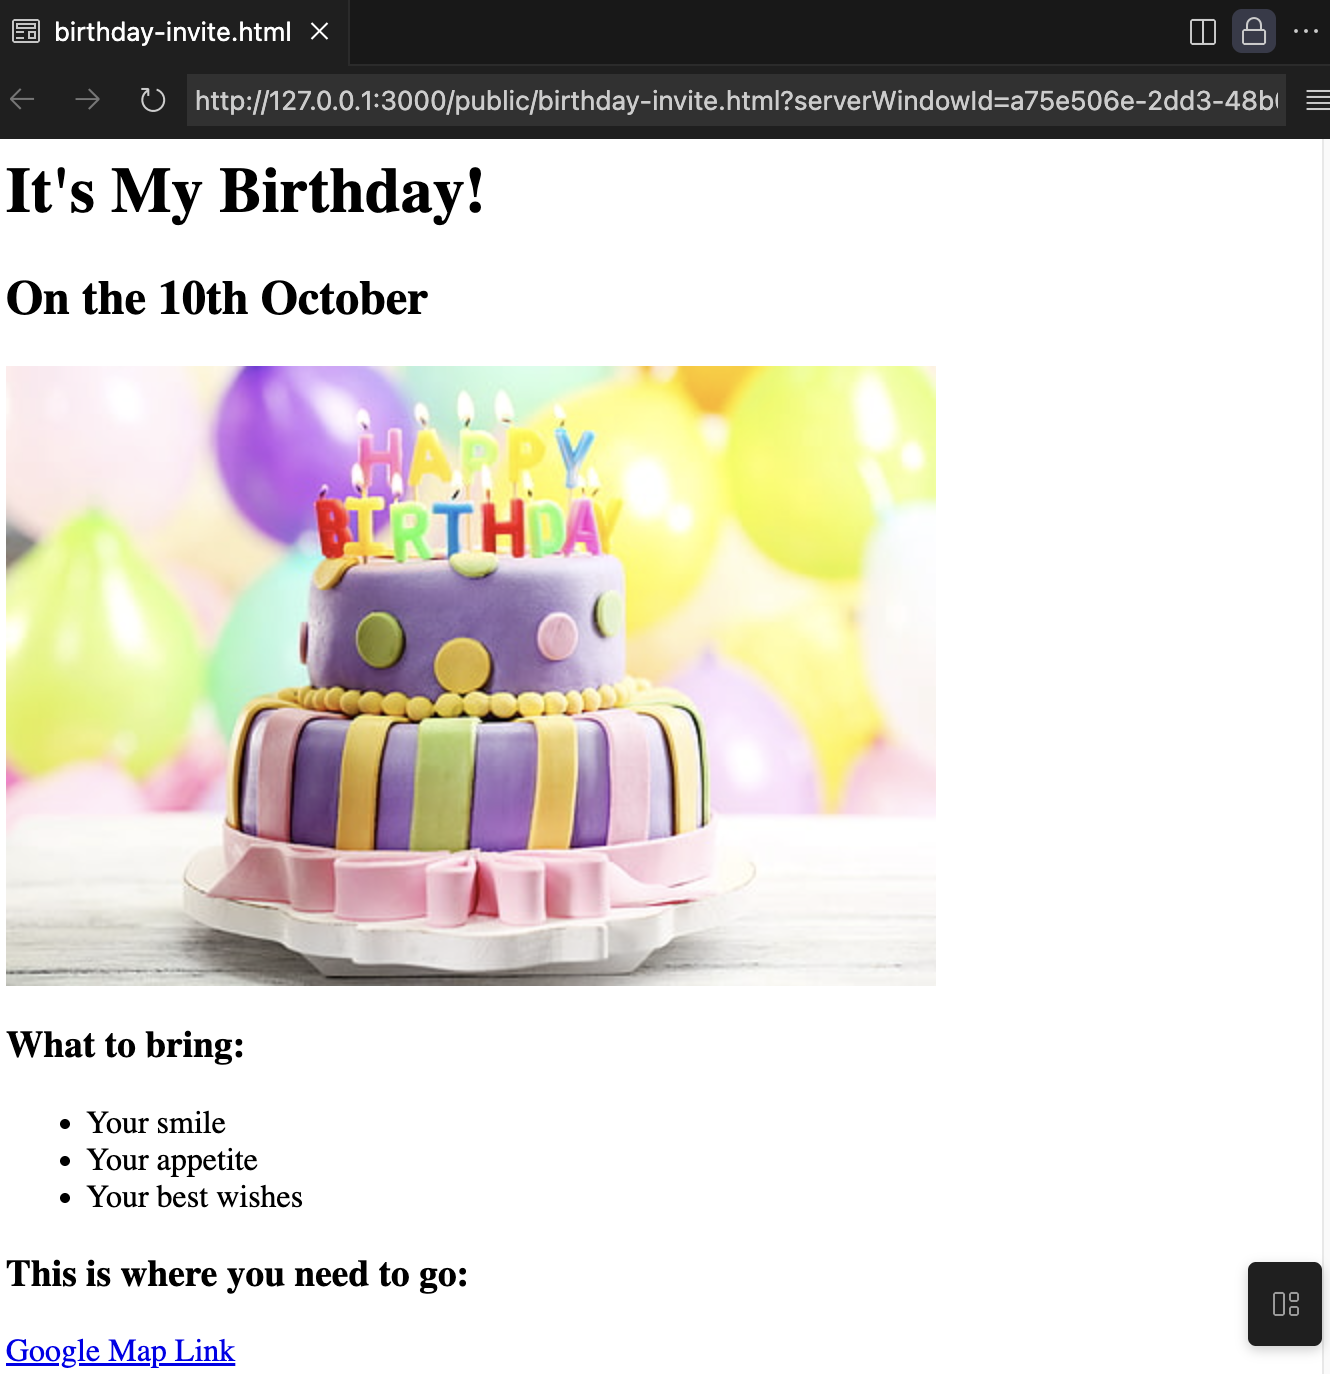 birthday-invite.html
http://127.0.0.1:3000/public/birthday-invite.html?serverWindowId=a75e506e-2dd3-48b
It's My Birthday!
On the 10th October
HAPPY
BIRTHDAY
What to bring:
• Your smile
• Your appetite
• Your best wishes
This is where you need to go:
Google Map Link